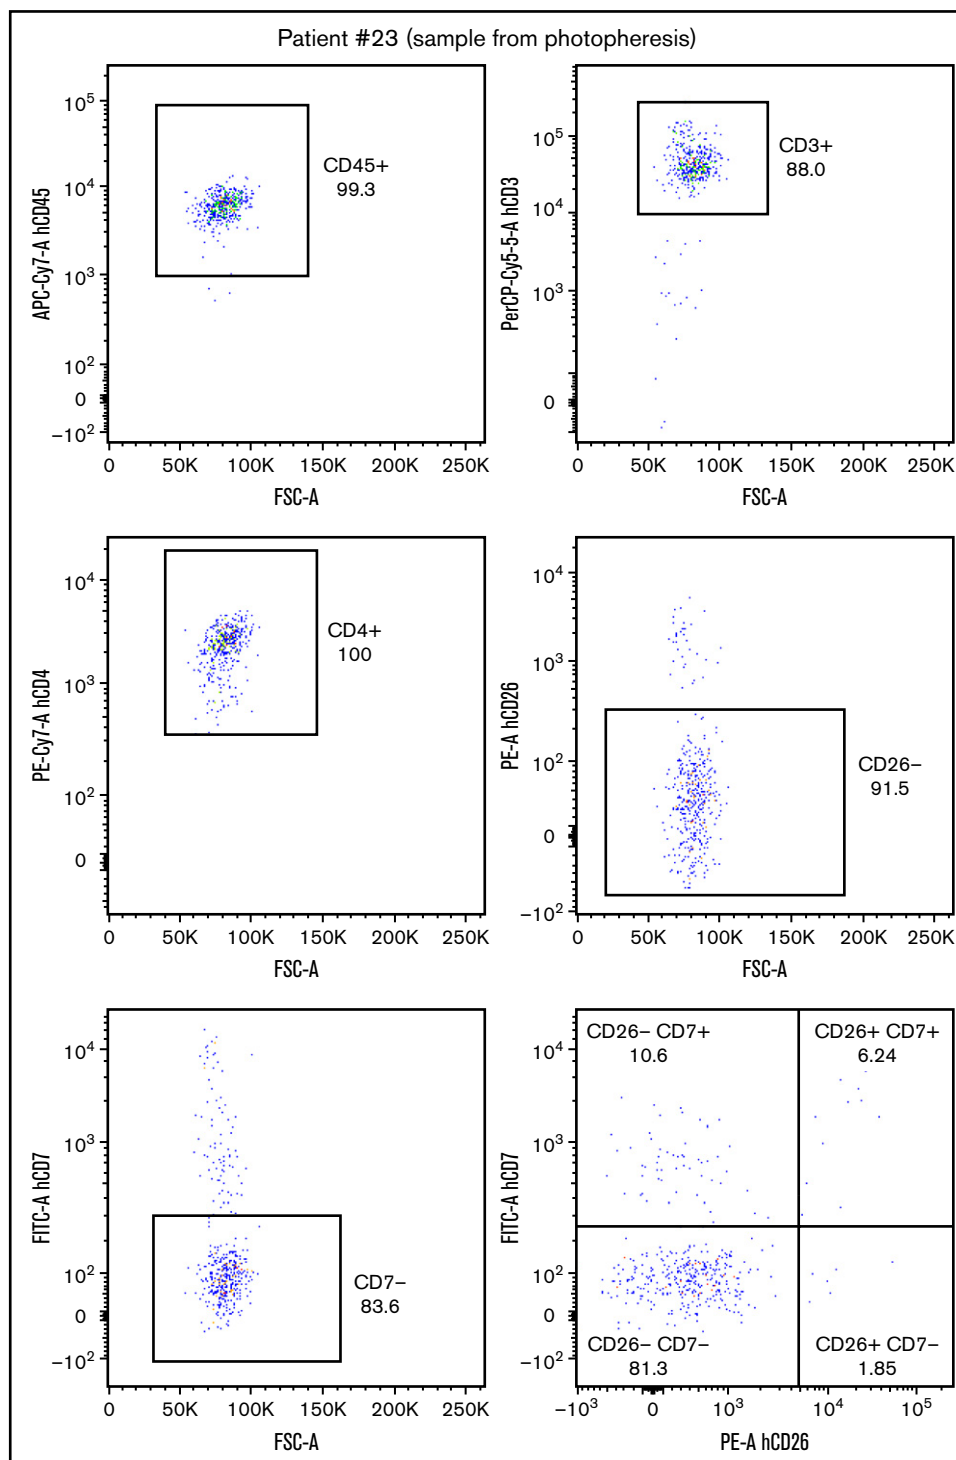 Patient #23 (sample from photopheresis)
APC-Cy7-A hCD45
10^5
10^4
10^3
10^2
0
−10^2
CD45+
99.3
0 50K 100K 150K 200K 250K
FSC-A
PerCP-Cy5-5-A hCD3
10^5
10^4
10^3
0
CD3+
88.0
0 50K 100K 150K 200K 250K
FSC-A
PE-Cy7-A hCD4
10^4
10^3
10^2
0
CD4+
100
0 50K 100K 150K 200K 250K
FSC-A
PE-A hCD26
10^4
10^3
10^2
0
−10^2
CD26−
91.5
0 50K 100K 150K 200K 250K
FSC-A
FITC-A hCD7
10^4
10^3
10^2
0
−10^2
CD7−
83.6
0 50K 100K 150K 200K 250K
FSC-A
FITC-A hCD7
10^4
10^3
10^2
0
−10^2
CD26− CD7+
10.6
CD26+ CD7+
6.24
CD26− CD7−
81.3
CD26+ CD7−
1.85
−10^3 0 10^3 10^4 10^5
PE-A hCD26